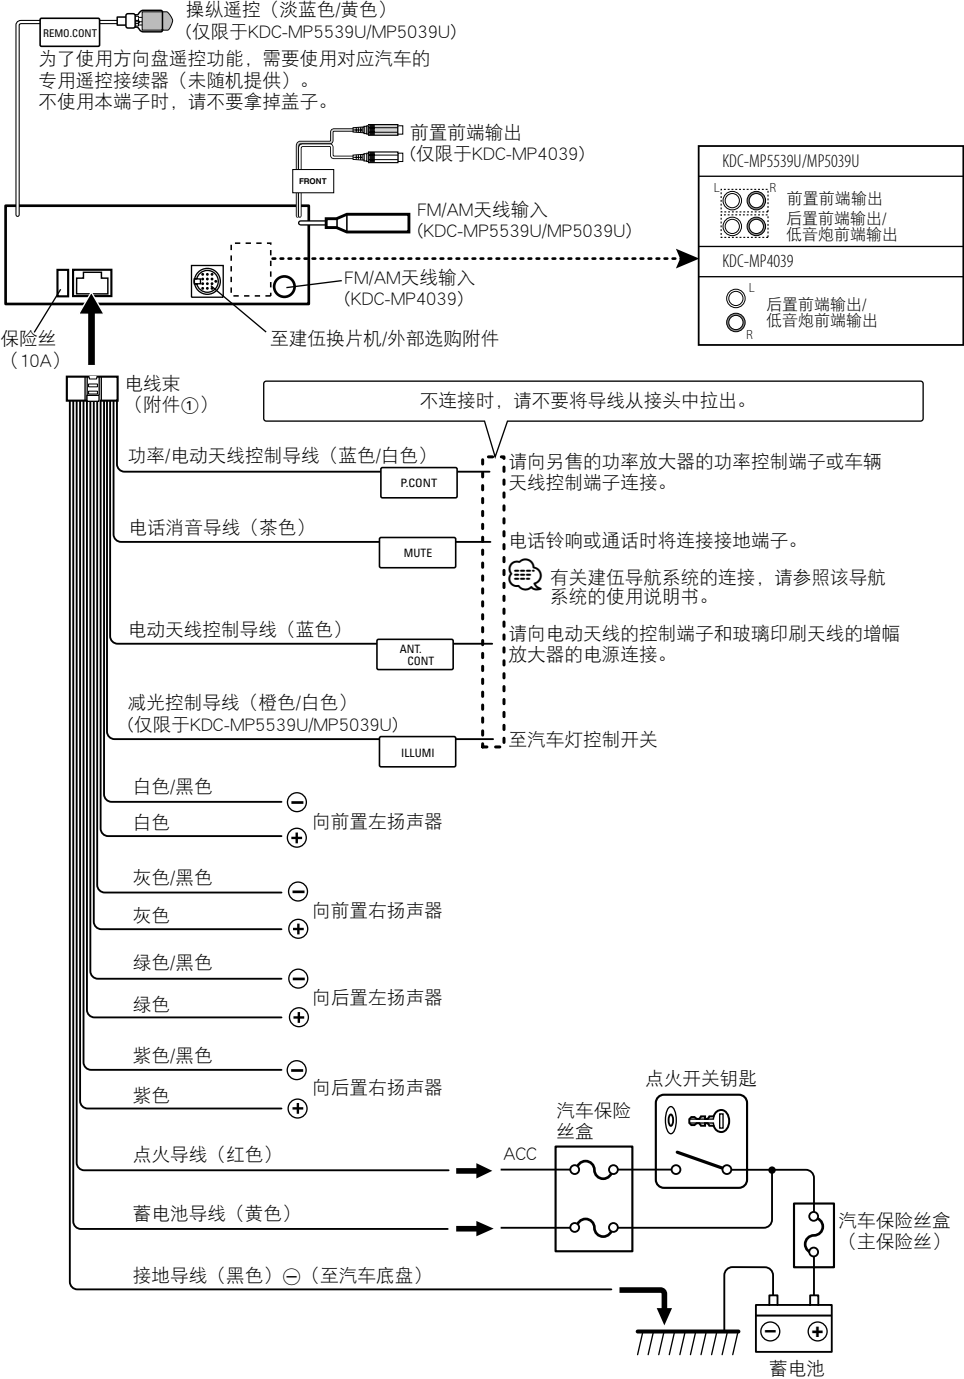 操纵遥控（淡蓝色/黄色）
(仅限于KDC-MP5539U/MP5039U)
REMO.CONT
为了使用方向盘遥控功能，需要使用对应汽车的
专用遥控接续器（未随机提供）。
不使用本端子时，请不要拿掉盖子。
前置前端输出
(仅限于KDC-MP4039)
FRONT
FM/AM天线输入
(KDC-MP5539U/MP5039U)
FM/AM天线输入
(KDC-MP4039)
KDC-MP5539U/MP5039U
L
R
前置前端输出
后置前端输出/
低音炮前端输出
KDC-MP4039
L
后置前端输出/
低音炮前端输出
R
至建伍换片机/外部选购附件
保险丝
（10A）
电线束
（附件①）
不连接时，请不要将导线从接头中拉出。
功率/电动天线控制导线（蓝色/白色）
P.CONT
请向另售的功率放大器的功率控制端子或车辆
天线控制端子连接。
电话消音导线（茶色）
MUTE
电话铃响或通话时将连接接地端子。
有关建伍导航系统的连接，请参照该导航
系统的使用说明书。
电动天线控制导线（蓝色）
ANT.
CONT
请向电动天线的控制端子和玻璃印刷天线的增幅
放大器的电源连接。
减光控制导线（橙色/白色）
(仅限于KDC-MP5539U/MP5039U)
ILLUMI
至汽车灯控制开关
白色/黑色
⊖
白色
⊕
向前置左扬声器
灰色/黑色
⊖
灰色
⊕
向前置右扬声器
绿色/黑色
⊖
绿色
⊕
向后置左扬声器
紫色/黑色
⊖
紫色
⊕
向后置右扬声器
点火开关钥匙
汽车保险
丝盒
点火导线（红色）
ACC
蓄电池导线（黄色）
汽车保险丝盒
（主保险丝）
接地导线（黑色）⊖（至汽车底盘）
⊖ ⊕
蓄电池